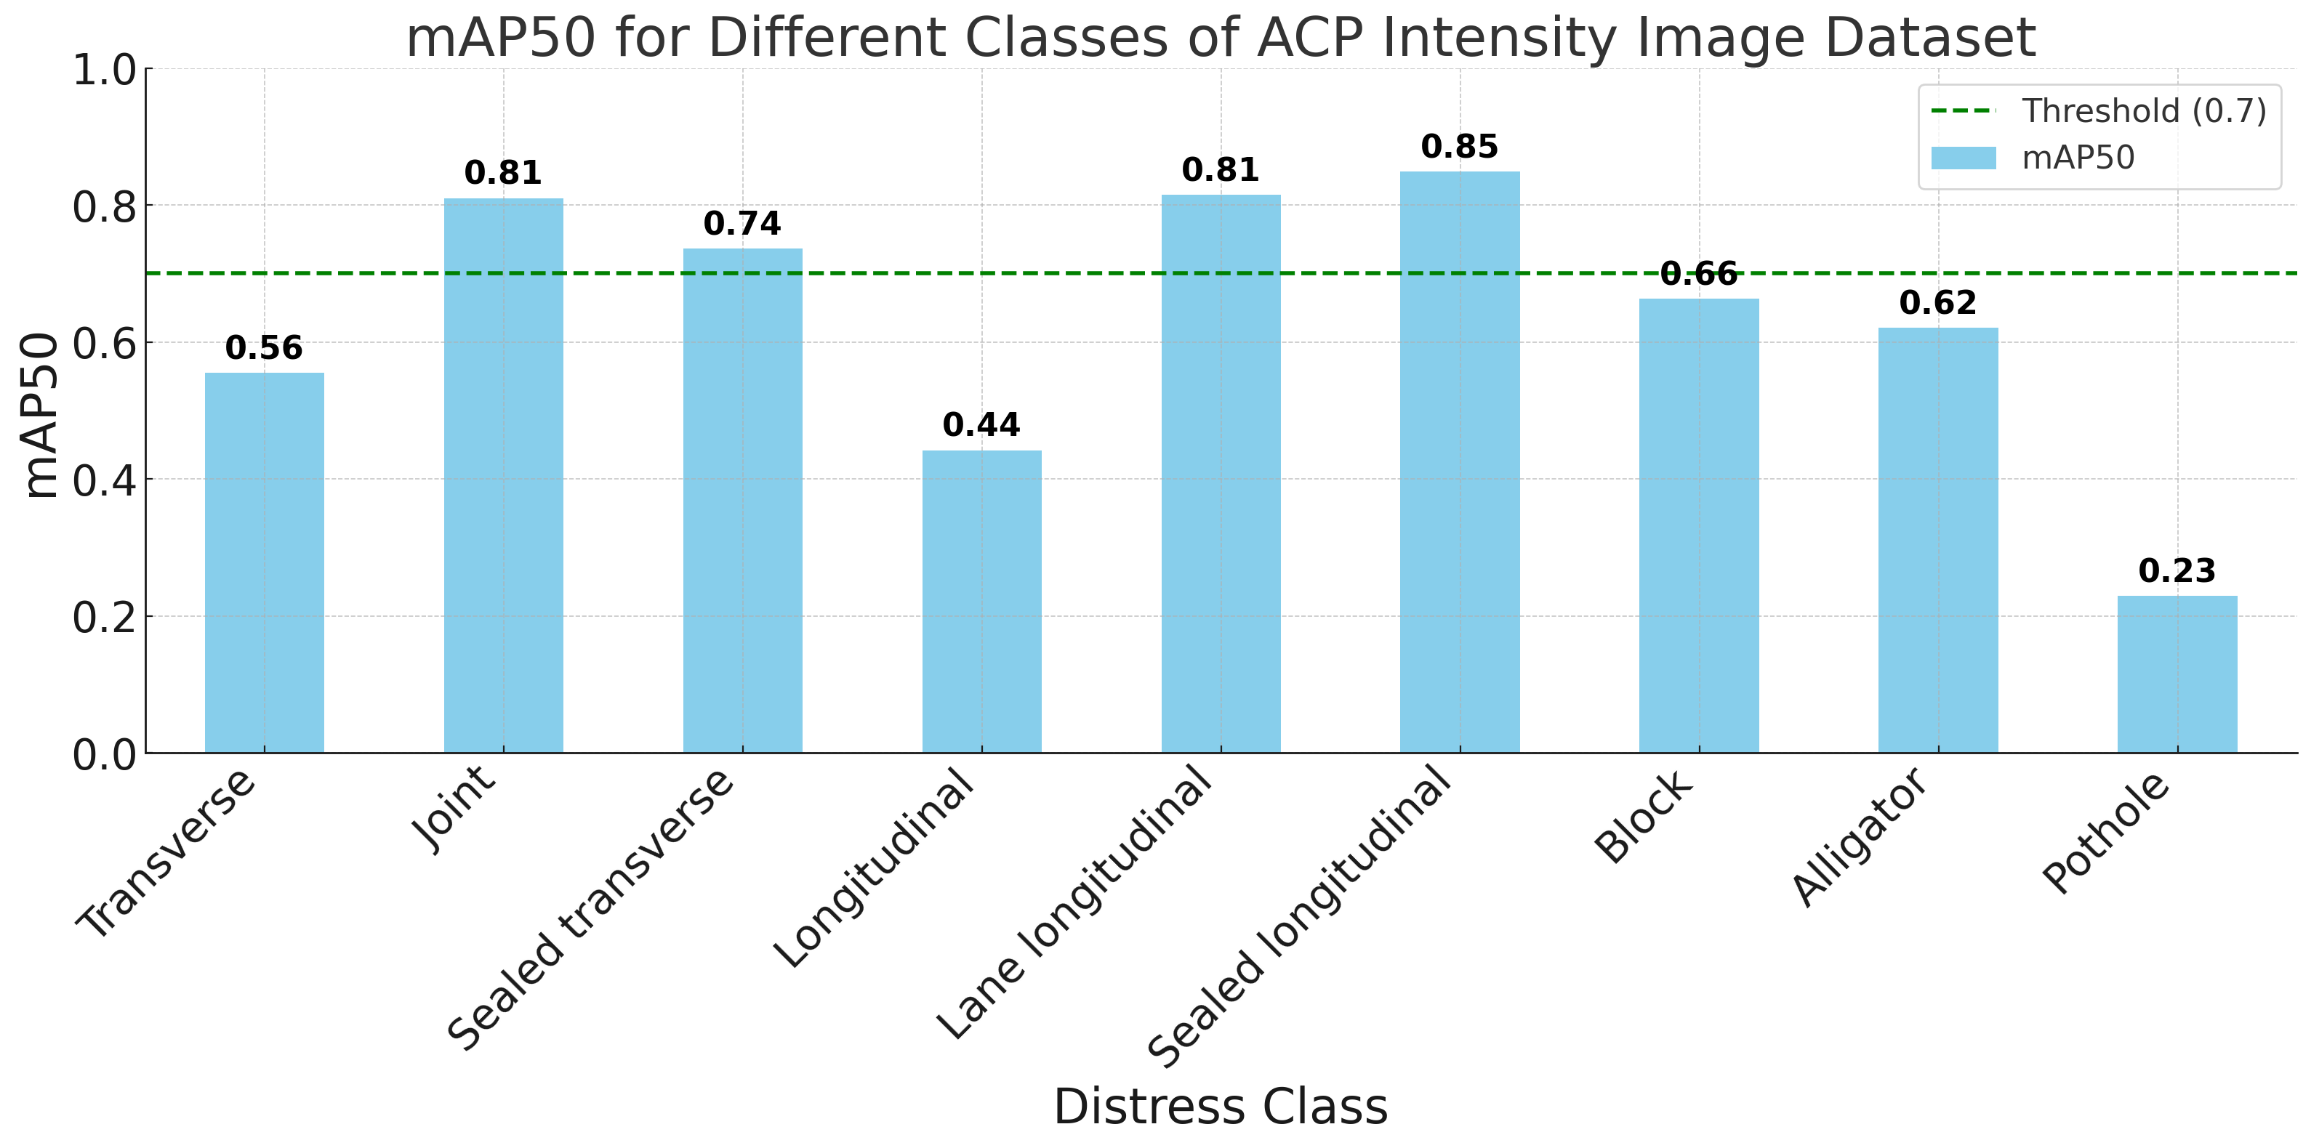 mAP50 for Different Classes of ACP Intensity Image Dataset
Threshold (0.7)
mAP50
mAP50
1.0
0.8
0.6
0.4
0.2
0.0
0.56
0.81
0.74
0.44
0.81
0.85
0.66
0.62
0.23
Transverse
Joint
Sealed transverse
Longitudinal
Lane longitudinal
Sealed longitudinal
Block
Alligator
Pothole
Distress Class